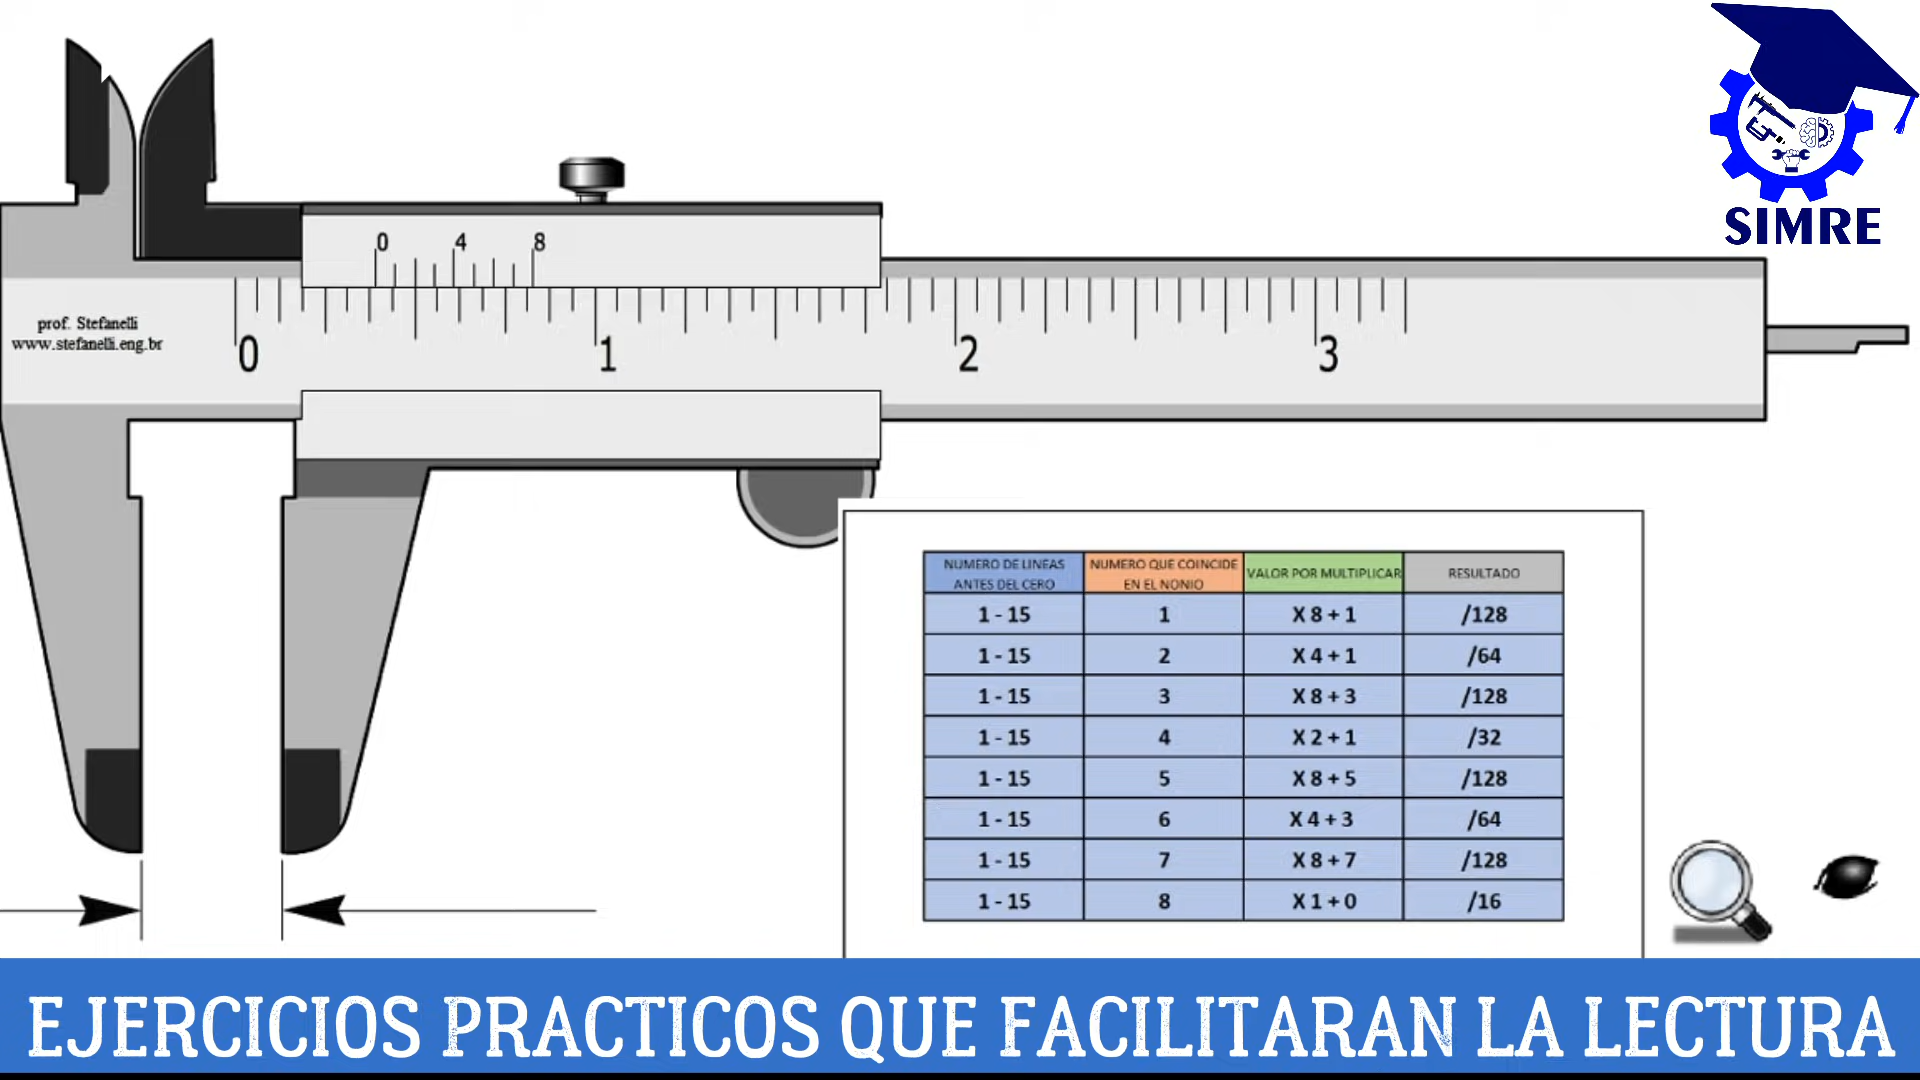 SIMRE
0 4 8
prof. Stefanelli
www.stefanelli.eng.br
0 1 2 3
NUMERO DE LINEAS ANTES DEL CERO | NUMERO QUE COINCIDE EN EL NONIO | VALOR POR MULTIPLICAR | RESULTADO
1 - 15 1 X 8 + 1 /128
1 - 15 2 X 4 + 1 /64
1 - 15 3 X 8 + 3 /128
1 - 15 4 X 2 + 1 /32
1 - 15 5 X 8 + 5 /128
1 - 15 6 X 4 + 3 /64
1 - 15 7 X 8 + 7 /128
1 - 15 8 X 1 + 0 /16
EJERCICIOS PRACTICOS QUE FACILITARAN LA LECTURA